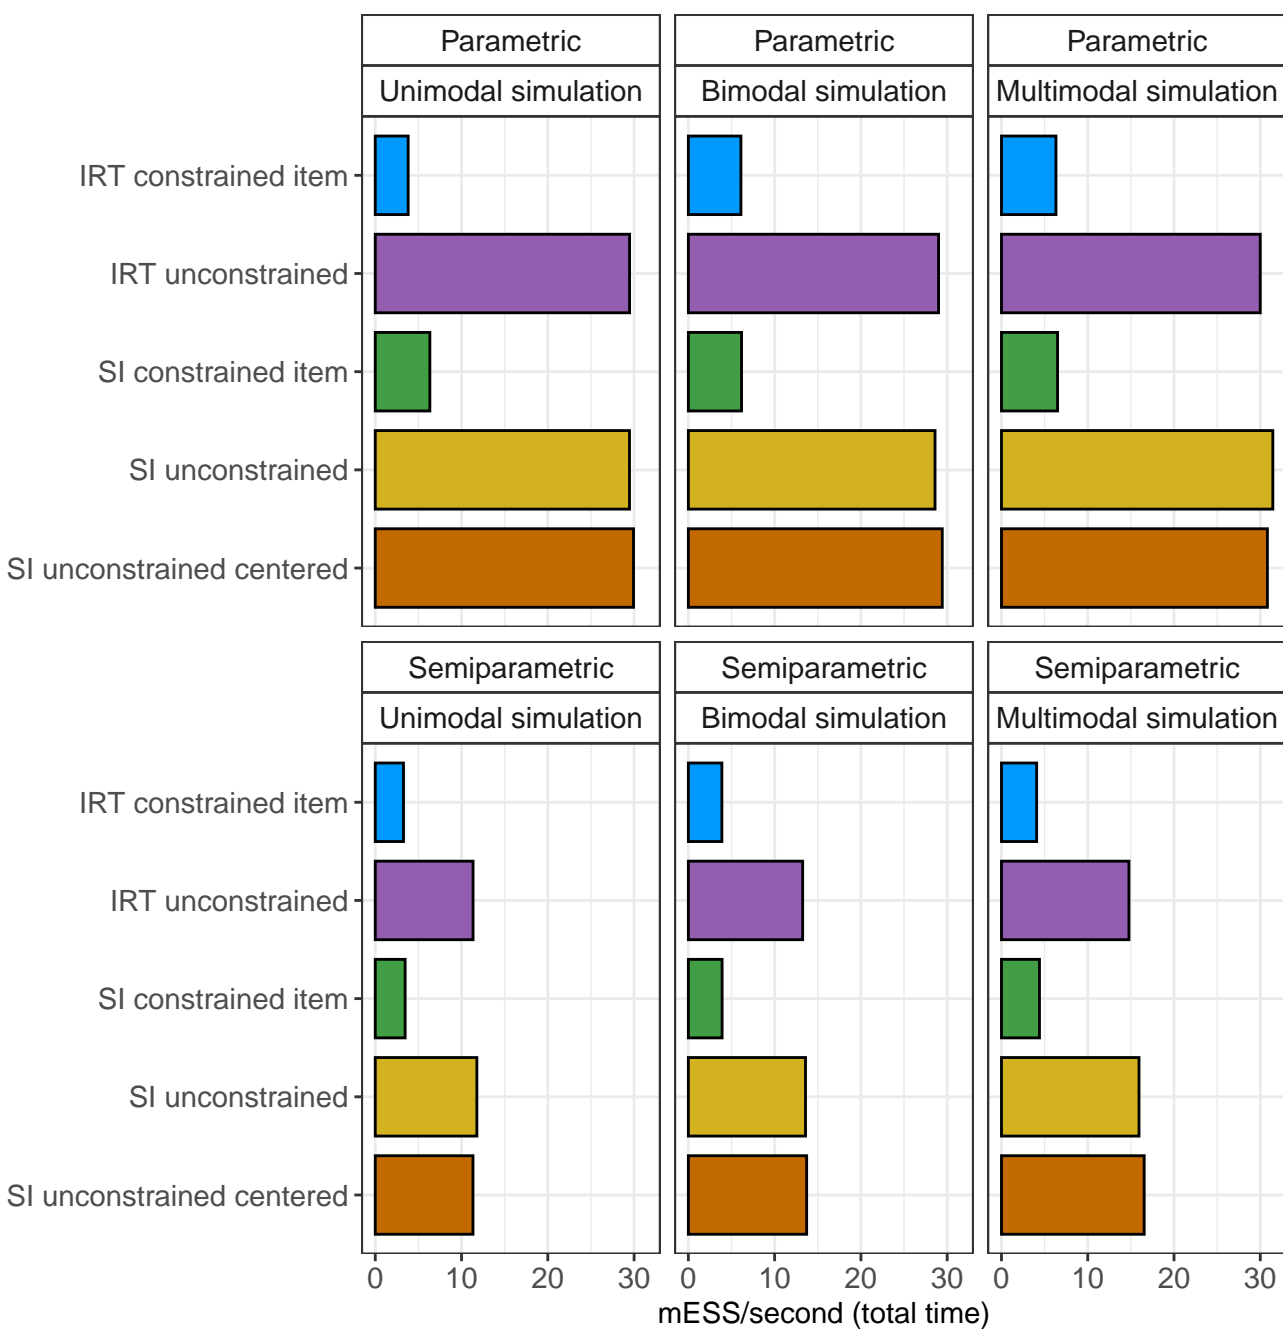 Parametric Parametric Parametric
Unimodal simulation Bimodal simulation Multimodal simulation
IRT constrained item
IRT unconstrained
SI constrained item
SI unconstrained
SI unconstrained centered
Semiparametric Semiparametric Semiparametric
Unimodal simulation Bimodal simulation Multimodal simulation
IRT constrained item
IRT unconstrained
SI constrained item
SI unconstrained
SI unconstrained centered
0 10 20 30 0 10 20 30 0 10 20 30
mESS/second (total time)